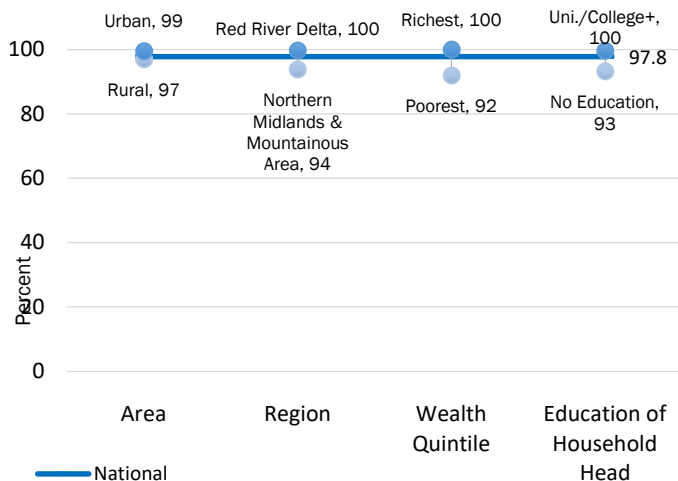 Urban, 99
Red River Delta, 100
Richest, 100
Uni./College+,
100
97.8
100
Rural, 97
Northern
Midlands &
Mountainous
Area, 94
Poorest, 92
No Education,
93
80
60
40
20
0
Percent
Area
Region
Wealth
Quintile
Education of
Household
Head
National